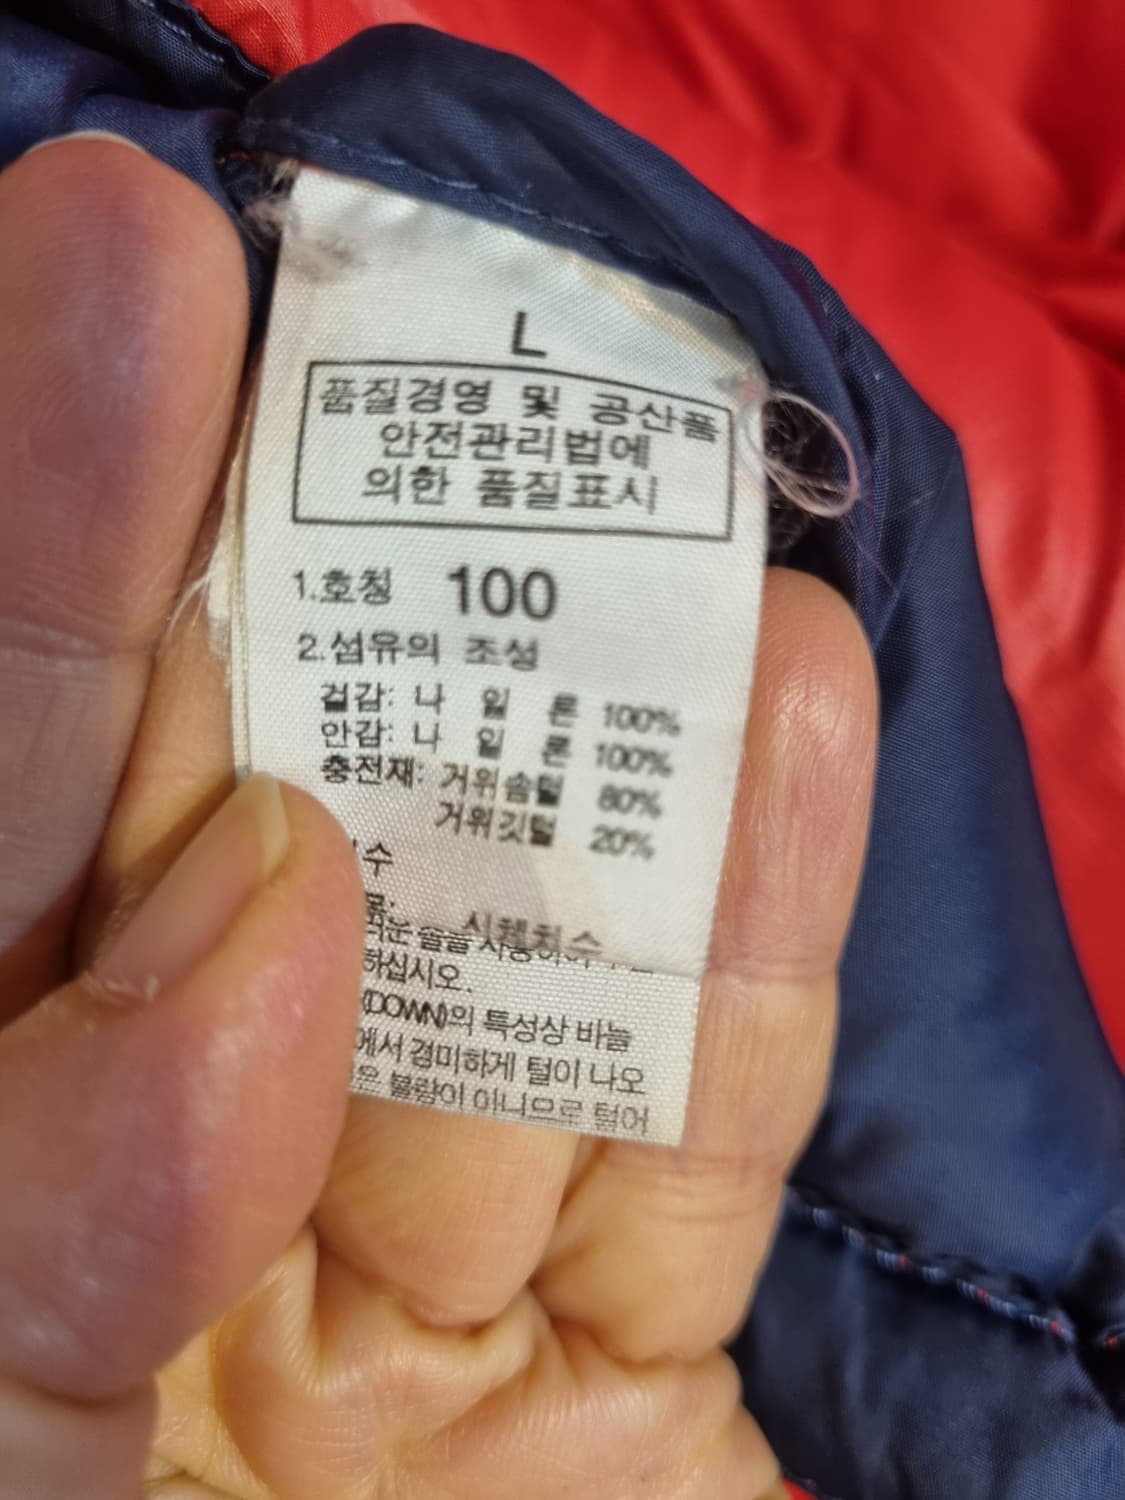 L
품질경영 및 공산품
안전관리법에
의한 품질표시
1.호칭 100
2.섬유의 조성
겉감: 나 일 론 100%
안감: 나 일 론 100%
충전재: 거위솜털 80%
거위깃털 20%
수
신체치수
하십시오.
(DOWN)의 특성상 바늘
에서 경미하게 털이 나오
은 불량이 아니므로 털어